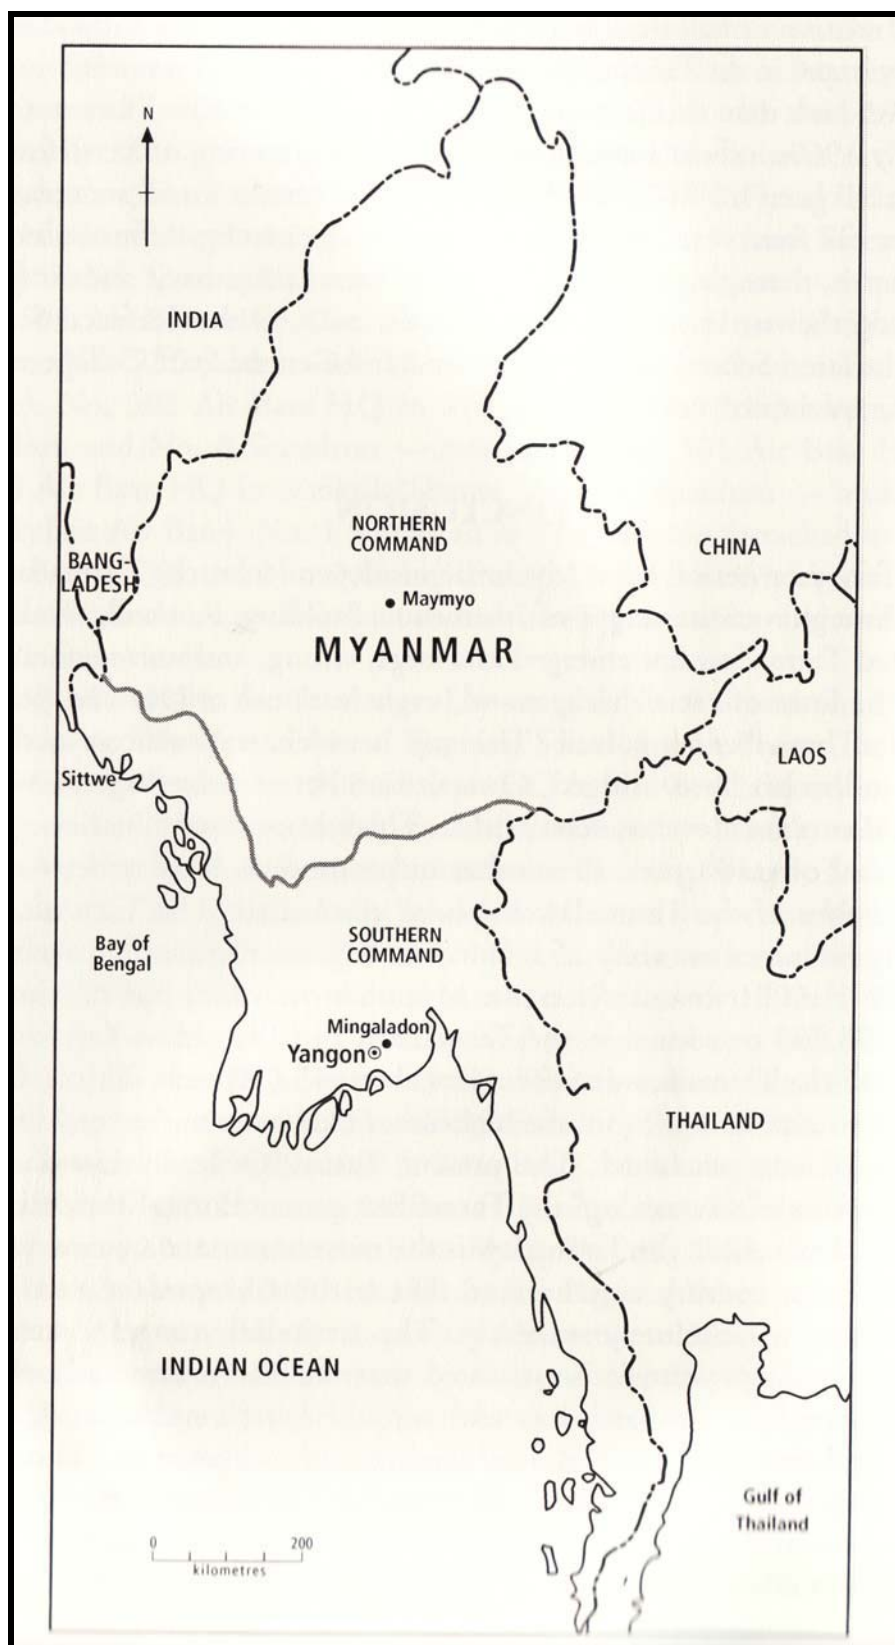 N
INDIA
NORTHERN
COMMAND
CHINA
BANG-
LADESH
Maymyo
MYANMAR
LAOS
Sittwe
Bay of
Bengal
SOUTHERN
COMMAND
Mingaladon
Yangon
THAILAND
INDIAN OCEAN
Gulf of
Thailand
0 200
kilometres